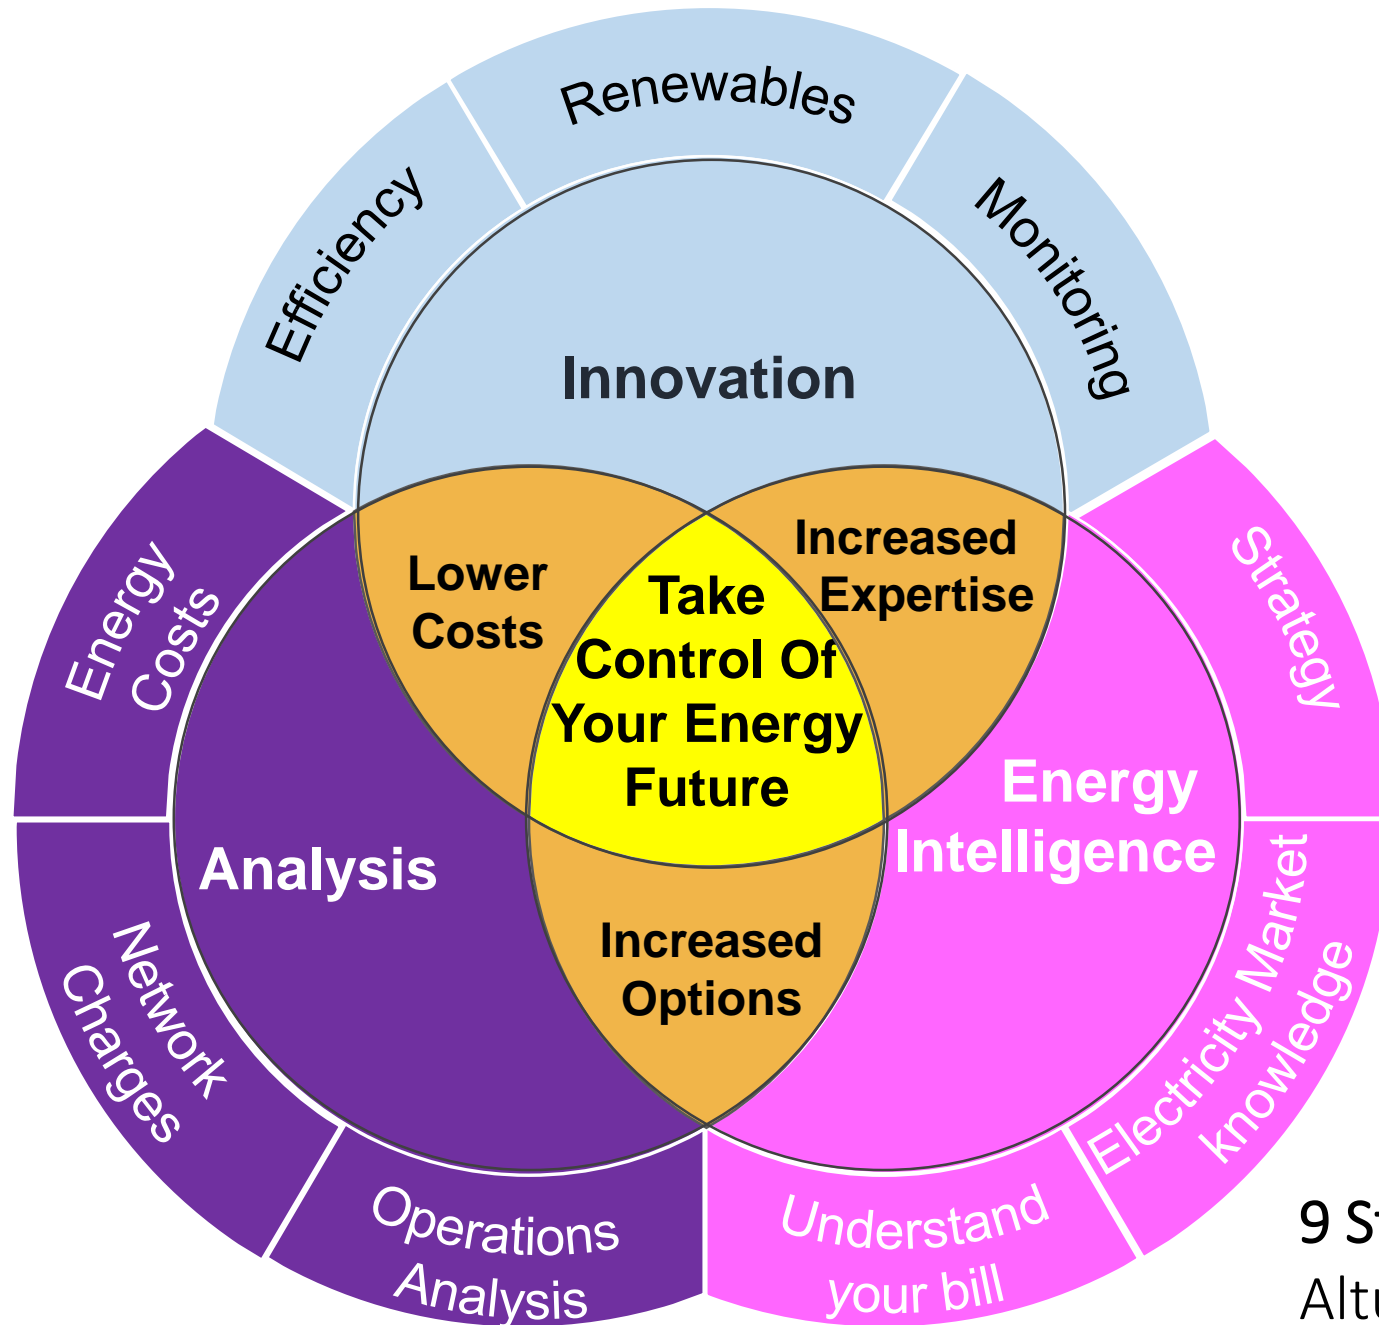 Renewables
Efficiency
Monitoring
Innovation
Increased
Expertise
Lower
Costs
Take
Control Of
Your Energy
Future
Energy
Costs
Strategy
Energy
Intelligence
Analysis
Increased
Options
Network
Charges
Electricity Market
knowledge
Operations
Analysis
Understand
your bill
9